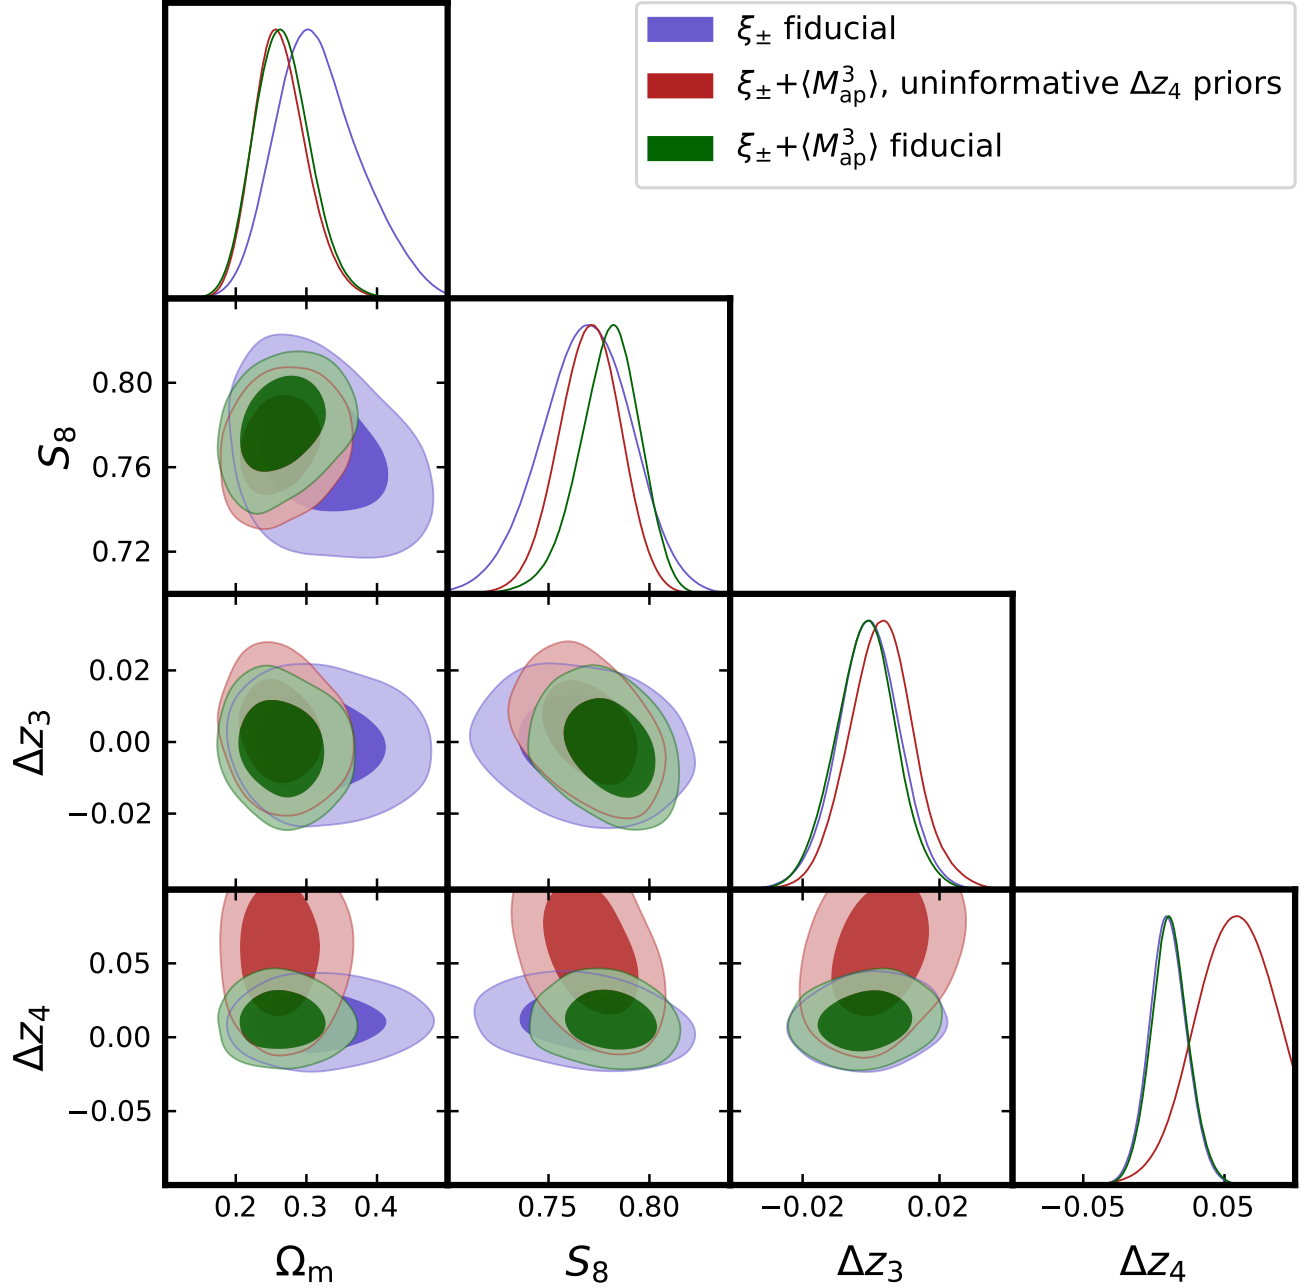 ξ± fiducial
ξ±+⟨M³ap⟩, uninformative Δz₄ priors
ξ±+⟨M³ap⟩ fiducial
0.80
0.76
0.72
S₈
0.02
0.00
−0.02
Δz₃
0.05
0.00
−0.05
Δz₄
0.2 0.3 0.4 0.75 0.80 −0.02 0.02 −0.05 0.05
Ωm S₈ Δz₃ Δz₄